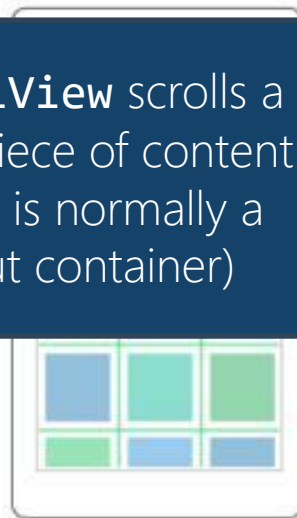 View scrolls a
iece of content
is normally a
ut container)